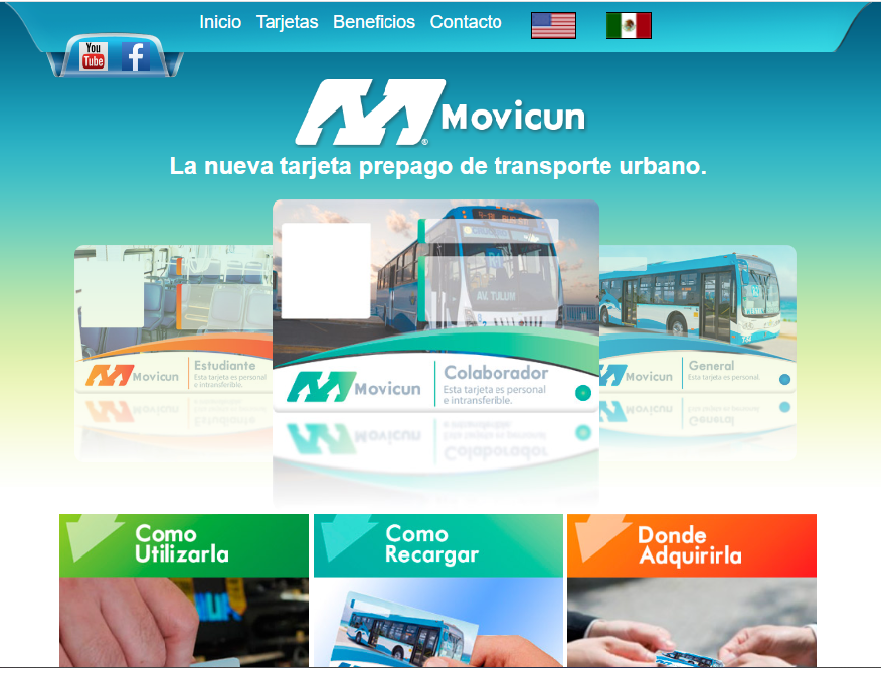 Inicio Tarjetas Beneficios Contacto
You
Tube
f
Movicun
®
La nueva tarjeta prepago de transporte urbano.
AV. TULUM
Estudiante
Movicun
Esta tarjeta es personal
e intransferible.
Colaborador
Movicun
Esta tarjeta es personal
e intransferible.
General
Movicun
Esta tarjeta es personal.
Como
Utilizarla
Como
Recargar
Donde
Adquirirla